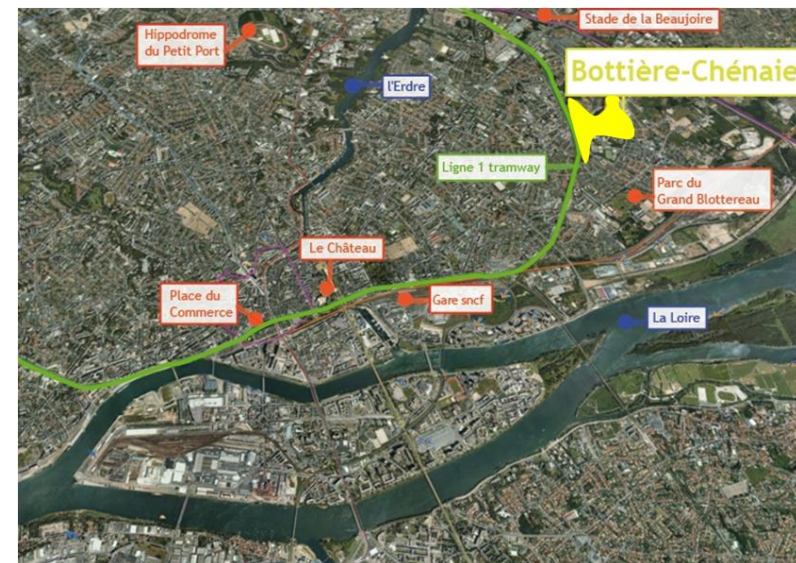 Stade de la Beaujoire
Hippodrome
du Petit Port
Bottière-Chénaie
l'Erdre
Ligne 1 tramway
Parc du
Grand Blottereau
Le Château
Place du
Commerce
Gare sncf
La Loire